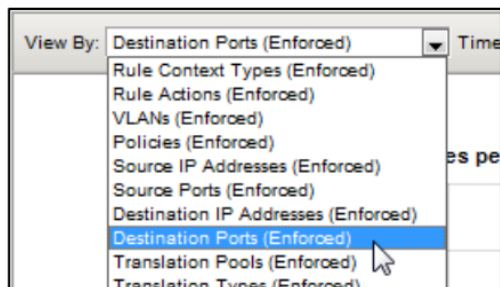 View By: Destination Ports (Enforced) Time
Rule Context Types (Enforced)
Rule Actions (Enforced)
VLANs (Enforced)
Policies (Enforced)
Source IP Addresses (Enforced)
es pe
Source Ports (Enforced)
Destination IP Addresses (Enforced)
Destination Ports (Enforced)
Translation Pools (Enforced)
Translation Types (Enforced)